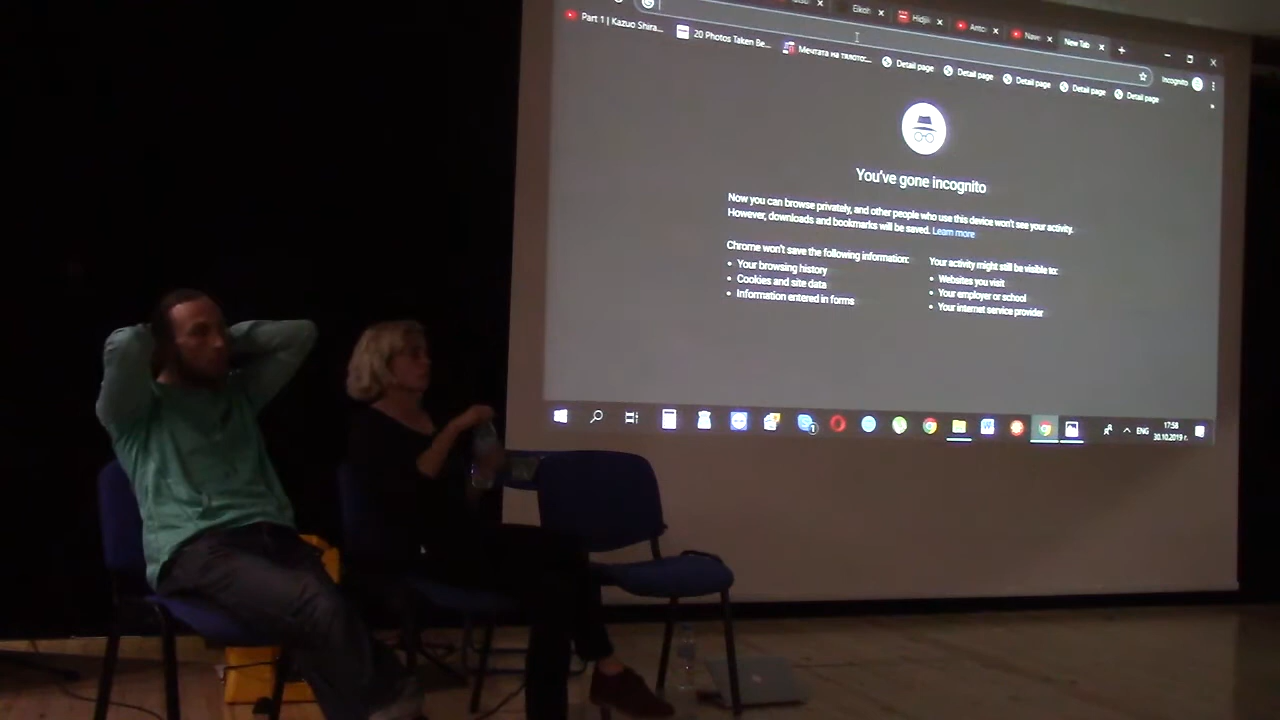 Eikoh
Hidjik
Anto
Nave
New Tab
Incognito
Part 1 | Kazuo Shira...
20 Photos Taken Be...
Мечтата на тялото:...
Detail page
Detail page
Detail page
Detail page
Detail page
You've gone incognito
Now you can browse privately, and other people who use this device won't see your activity.
However, downloads and bookmarks will be saved. Learn more
Chrome won't save the following information:
• Your browsing history
• Cookies and site data
• Information entered in forms
Your activity might still be visible to:
• Websites you visit
• Your employer or school
• Your internet service provider
ENG
17:58
30.10.2019 г.